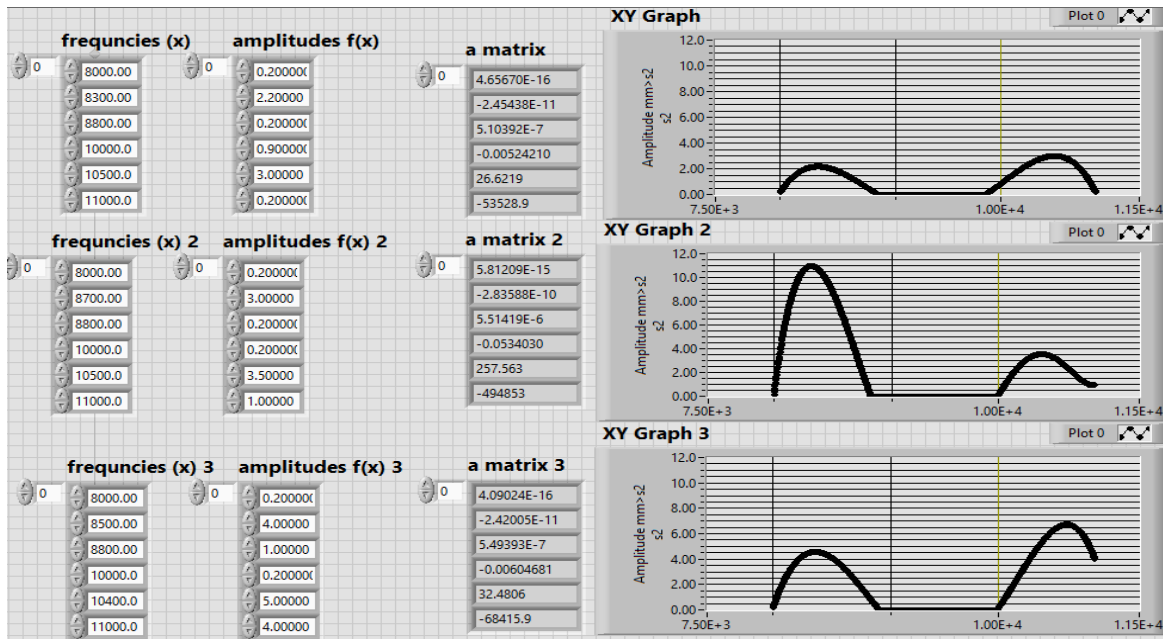 frequncies (x) amplitudes f(x) a matrix
0 0 0
8000.00 0.20000( 4.65670E-16
8300.00 2.20000 -2.45438E-11
8800.00 0.20000( 5.10392E-7
10000.0 0.90000( -0.00524210
10500.0 3.00000 26.6219
11000.0 0.20000( -53528.9
XY Graph Plot 0
Amplitude mm>s2
s2
12.0
10.0
8.00
6.00
4.00
2.00
0.00
7.50E+3 1.00E+4 1.15E+4
frequncies (x) 2 amplitudes f(x) 2 a matrix 2
0 0 0
8000.00 0.20000( 5.81209E-15
8700.00 3.00000 -2.83588E-10
8800.00 0.20000( 5.51419E-6
10000.0 0.20000( -0.0534030
10500.0 3.50000 257.563
11000.0 1.00000 -494853
XY Graph 2 Plot 0
Amplitude mm>s2
s2
12.0
10.0
8.00
6.00
4.00
2.00
0.00
7.50E+3 1.00E+4 1.15E+4
frequncies (x) 3 amplitudes f(x) 3 a matrix 3
0 0 0
8000.00 0.20000( 4.09024E-16
8500.00 4.00000 -2.42005E-11
8800.00 1.00000 5.49393E-7
10000.0 0.20000( -0.00604681
10400.0 5.00000 32.4806
11000.0 4.00000 -68415.9
XY Graph 3 Plot 0
Amplitude mm>s2
s2
12.0
10.0
8.00
6.00
4.00
2.00
0.00
7.50E+3 1.00E+4 1.15E+4